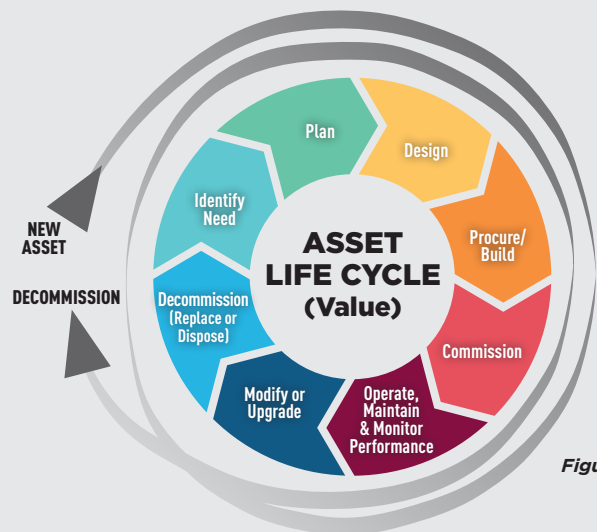 Plan
Design
Identify
Need
NEW
ASSET
ASSET
LIFE CYCLE
(Value)
Procure/
Build
DECOMMISSION
Decommission
(Replace or
Dispose)
Commission
Modify or
Upgrade
Operate,
Maintain
& Monitor
Performance
Figu